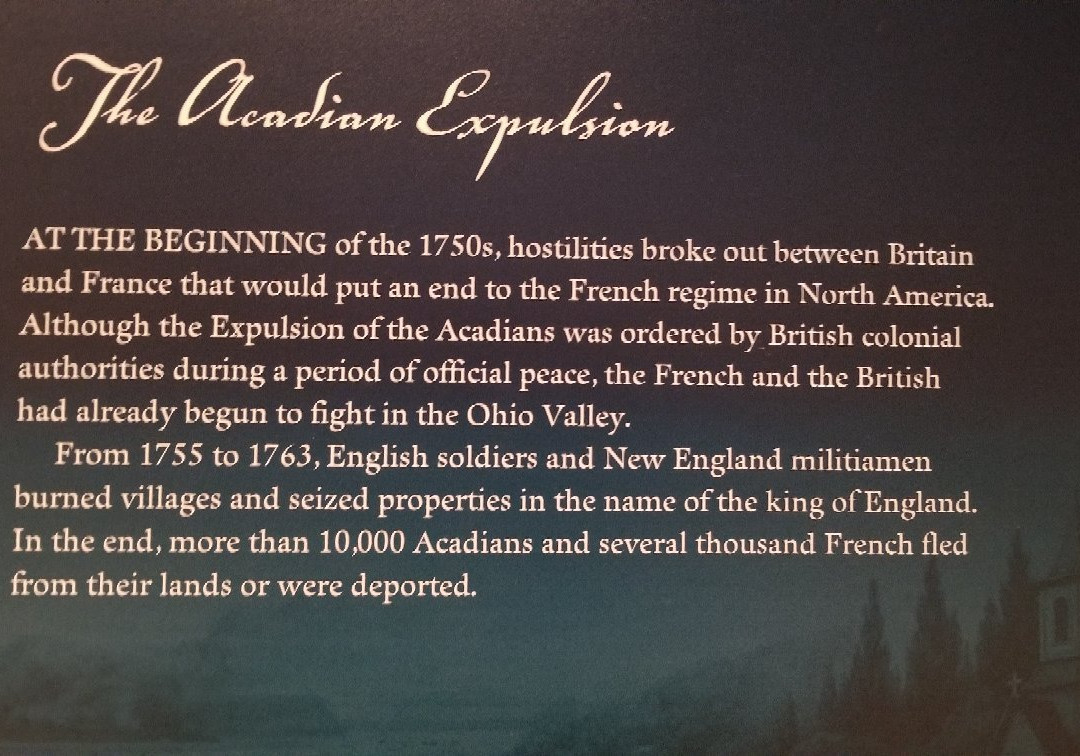 The Acadian Expulsion
AT THE BEGINNING of the 1750s, hostilities broke out between Britain
and France that would put an end to the French regime in North America.
Although the Expulsion of the Acadians was ordered by British colonial
authorities during a period of official peace, the French and the British
had already begun to fight in the Ohio Valley.
From 1755 to 1763, English soldiers and New England militiamen
burned villages and seized properties in the name of the king of England.
In the end, more than 10,000 Acadians and several thousand French fled
from their lands or were deported.